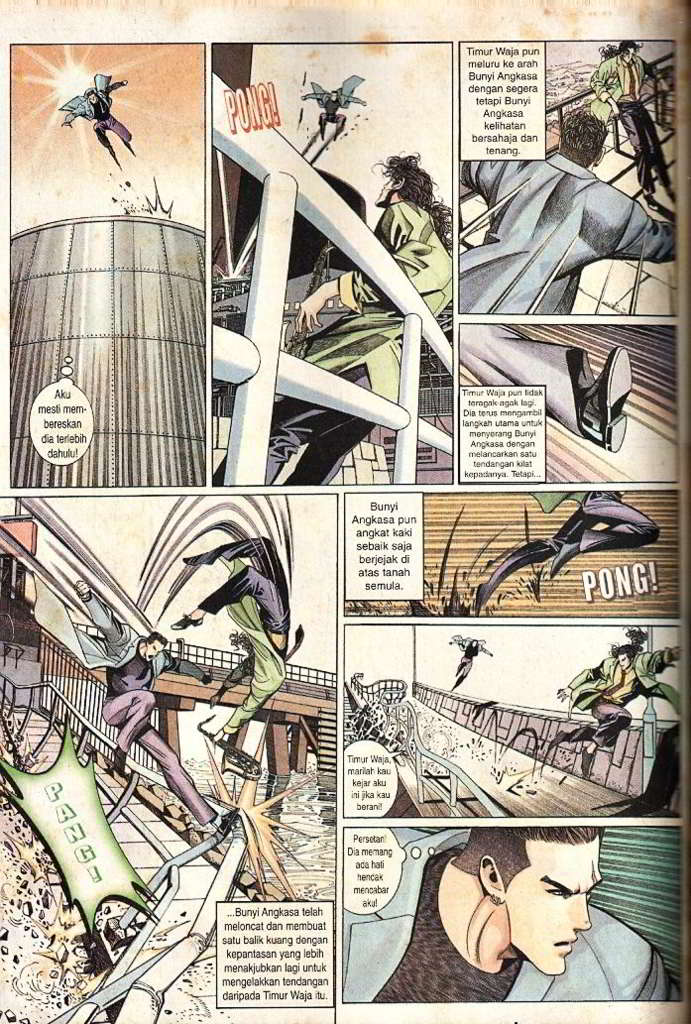 Aku
mesti mem-
bereskan
dia terlebih
dahulu!
PONG!
Timur Waja pun
meluru ke arah
Bunyi Angkasa
dengan segera
tetapi Bunyi
Angkasa
kelihatan
bersahaja dan
tenang.
Timur Waja pun tidak
teragak-agak lagi.
Dia terus mengambil
langkah utama untuk
menyerang Bunyi
Angkasa dengan
melancarkan satu
tendangan kilat
kepadanya. Tetapi...
PANG!
...Bunyi Angkasa telah
meloncat dan membuat
satu balik kuang dengan
kepantasan yang lebih
menakjubkan lagi untuk
mengelakkan tendangan
daripada Timur Waja itu.
Bunyi
Angkasa pun
angkat kaki
sebaik saja
berjejak di
atas tanah
semula.
PONG!
Timur Waja,
marilah kau
kejar aku
ini jika kau
berani!
Persetan!
Dia memang
ada hati
hencak
mencabar
aku!